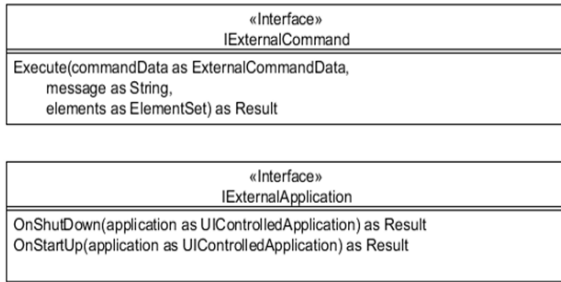 «Interface»
IExternalCommand
Execute(commandData as ExternalCommandData,
message as String,
elements as ElementSet) as Result
«Interface»
IExternalApplication
OnShutDown(application as UIControlledApplication) as Result
OnStartUp(application as UIControlledApplication) as Result